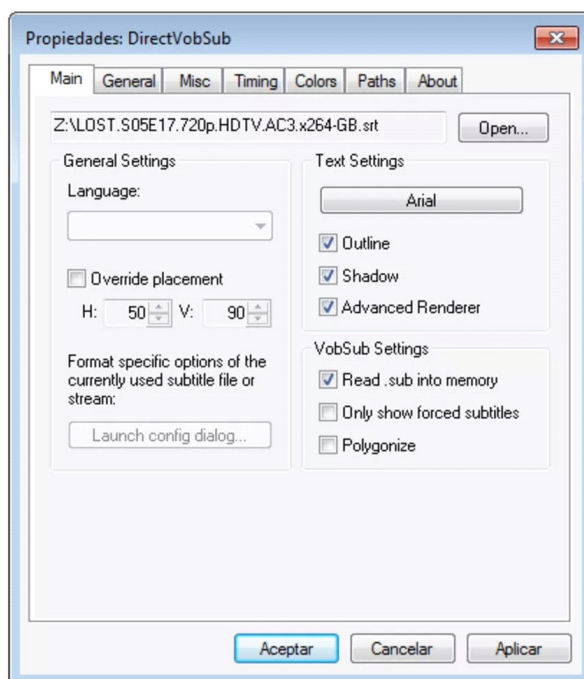 Propiedades: DirectVobSub
Main General Misc Timing Colors Paths About
Z:\LOST.S05E17.720p.HDTV.AC3.x264-GB.srt Open...
General Settings
Language:
Override placement
H: 50 V: 90
Format specific options of the
currently used subtitle file or
stream:
Launch config dialog...
Text Settings
Arial
Outline
Shadow
Advanced Renderer
VobSub Settings
Read .sub into memory
Only show forced subtitles
Polygonize
Aceptar Cancelar Aplicar